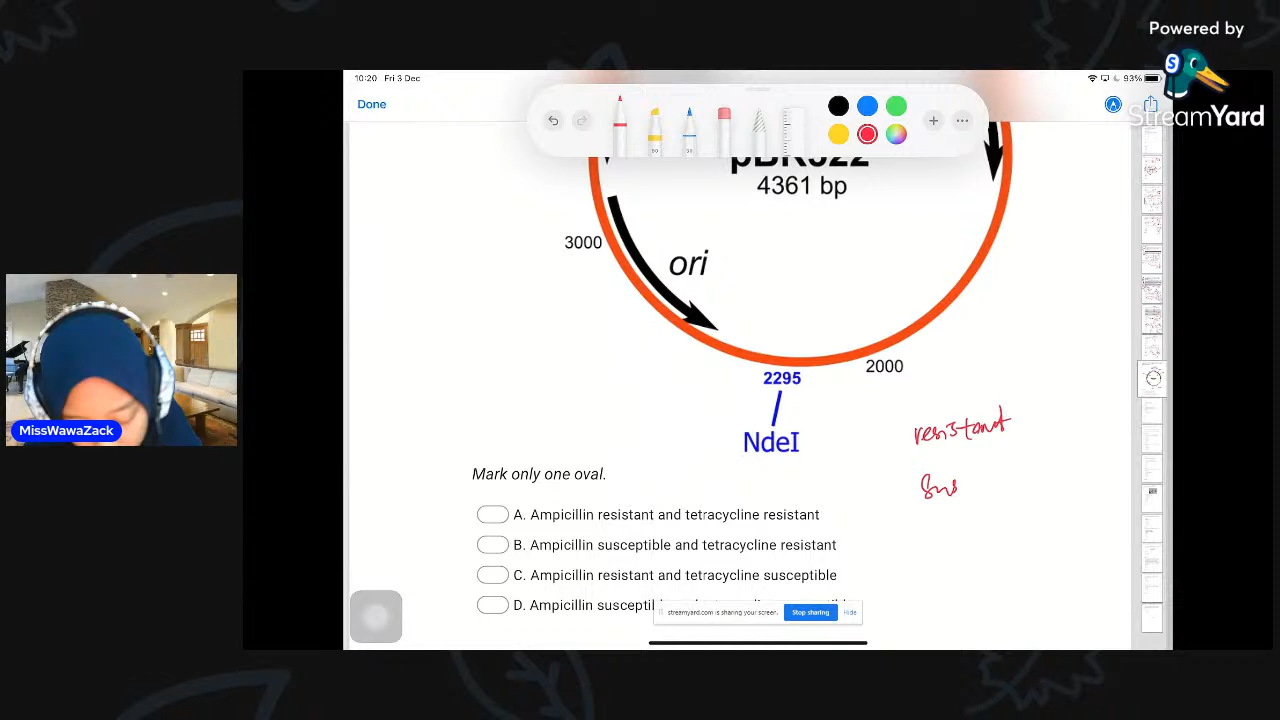 Powered by
StreamYard
10:20 Fri 3 Dec
93%
Done
pBR322
4361 bp
3000
ori
2000
2295
NdeI
resistant
Sus
Mark only one oval.
A. Ampicillin resistant and tetracycline resistant
B. Ampicillin susceptible and tetracycline resistant
C. Ampicillin resistant and tetracycline susceptible
D. Ampicillin
streamyard.com is sharing your screen.
Stop sharing
Hide
MissWawaZack